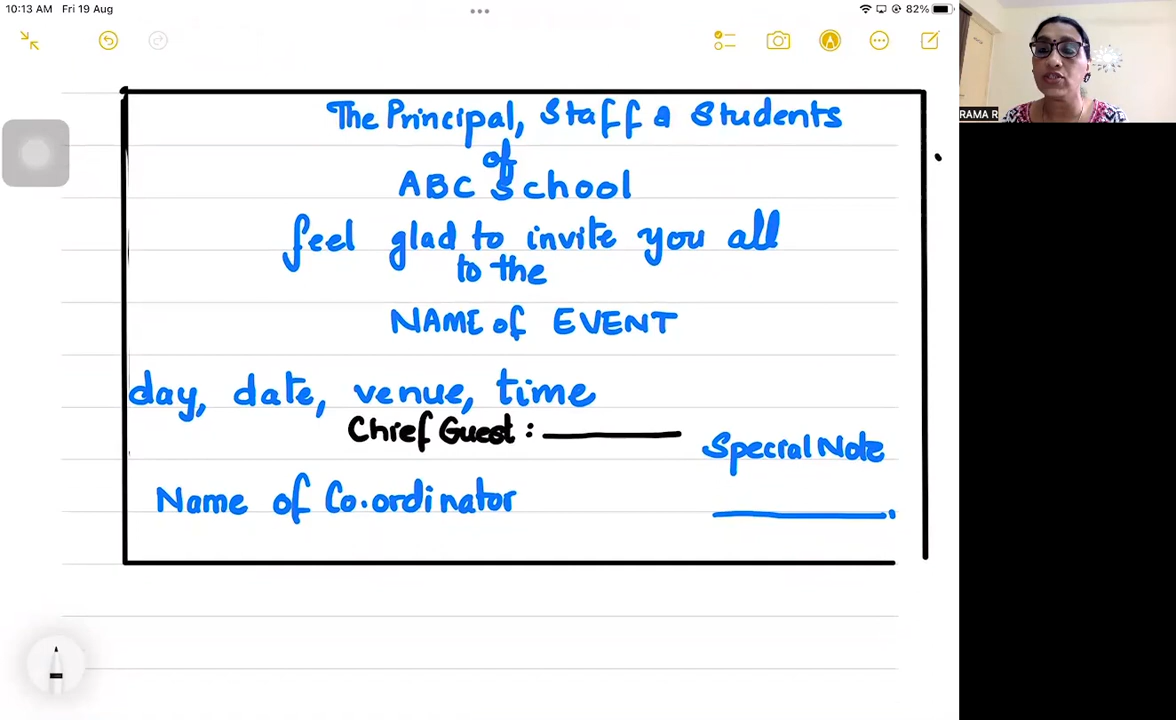 10:13 AM Fri 19 Aug
82%
RAMA R
The Principal, Staff & Students
of
ABC School
feel glad to invite you all
to the
NAME of EVENT
day, date, venue, time
Chief Guest :
Special Note
Name of Co.ordinator